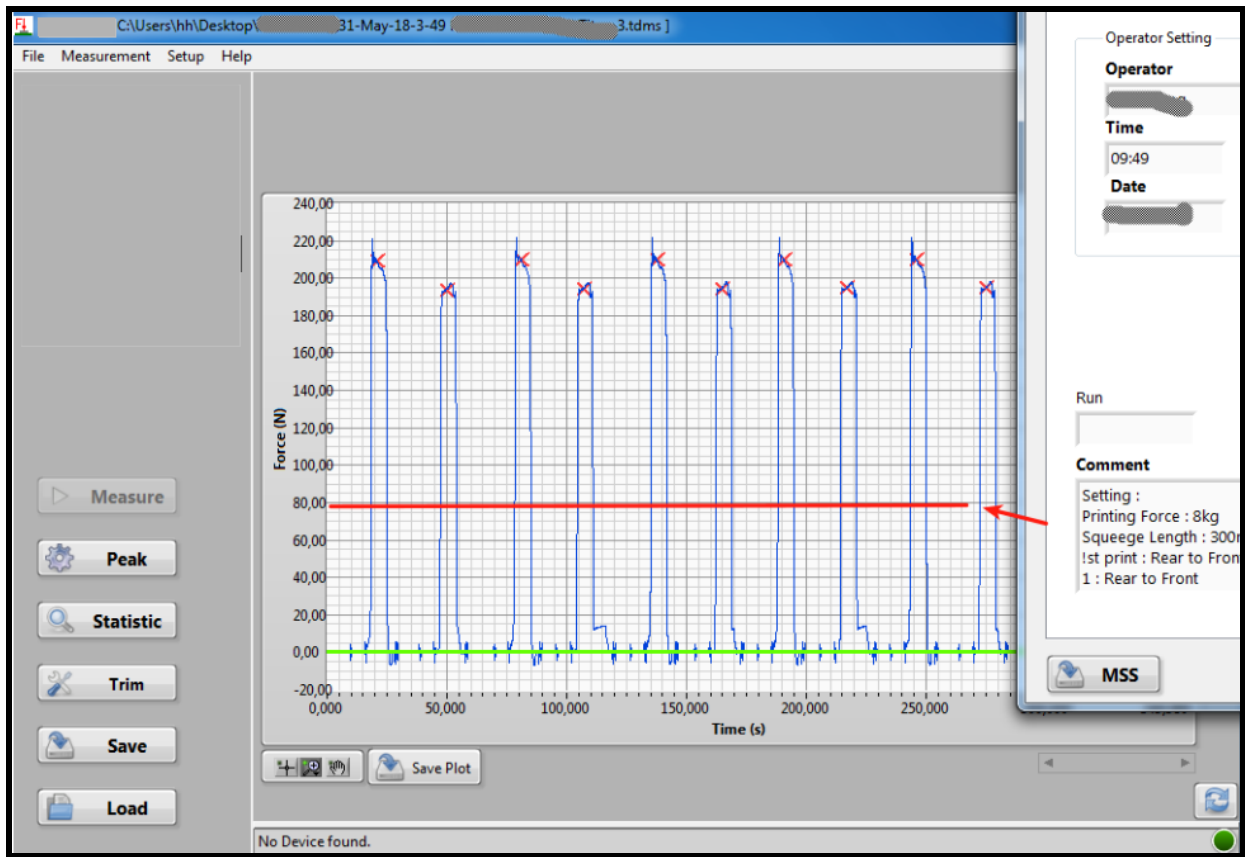 C:\Users\hh\Desktop\ 31-May-18-3-49 3.tdms ]
File Measurement Setup Help
Operator Setting
Operator
Time
09:49
Date
240,00
220,00
200,00
180,00
160,00
140,00
120,00
100,00
80,00
60,00
40,00
20,00
0,00
-20,00
Force (N)
0,000 50,000 100,000 150,000 200,000 250,000
Time (s)
Run
Comment
Setting :
Printing Force : 8kg
Squeege Length : 300
!st print : Rear to Fron
1 : Rear to Front
MSS
Measure
Peak
Statistic
Trim
Save
Load
Save Plot
No Device found.